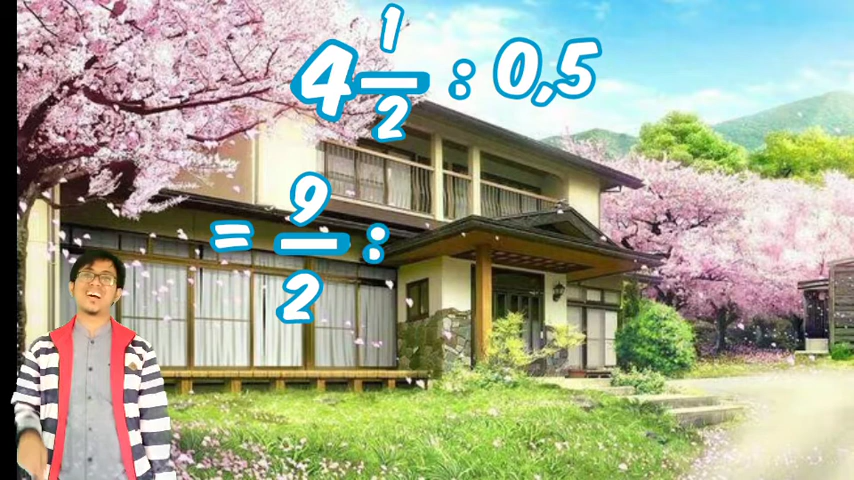 4 1/2 : 0,5
= 9/2 :